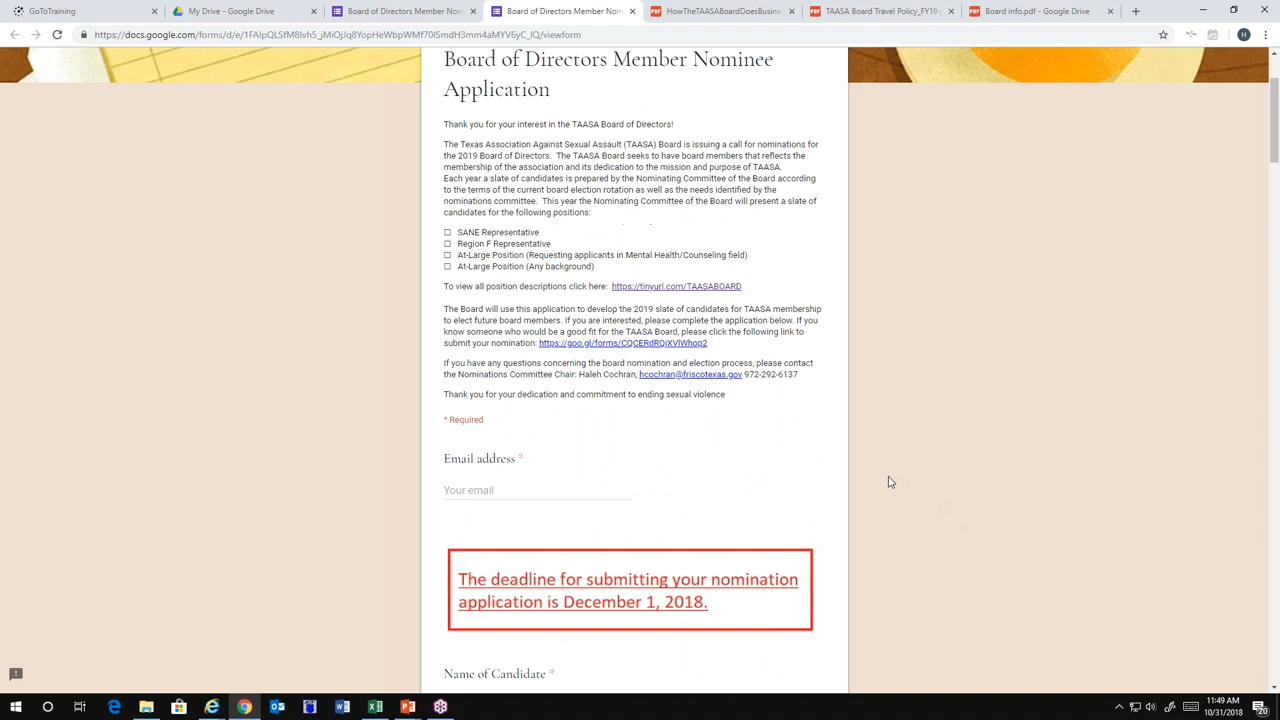 GoToTraining
My Drive - Google Drive
Board of Directors Member Nom
Board of Directors Member Nom
HowTheTAASABoardDoesBusines
TAASA Board Travel Policy_FY19.p
Board info.pdf - Google Drive
H
Board of Directors Member Nominee
Application
Thank you for your interest in the TAASA Board of Directors!
The Texas Association Against Sexual Assault (TAASA) Board is issuing a call for nominations for
the 2019 Board of Directors. The TAASA Board seeks to have board members that reflects the
membership of the association and its dedication to the mission and purpose of TAASA.
Each year a slate of candidates is prepared by the Nominating Committee of the Board according
to the terms of the current board election rotation as well as the needs identified by the
nominations committee. This year the Nominating Committee of the Board will present a slate of
candidates for the following positions:
☐ SANE Representative
☐ Region F Representative
☐ At-Large Position (Requesting applicants in Mental Health/Counseling field)
☐ At-Large Position (Any background)
To view all position descriptions click here: https://tinyurl.com/TAASABOARD
The Board will use this application to develop the 2019 slate of candidates for TAASA membership
to elect future board members. If you are interested, please complete the application below. If you
know someone who would be a good fit for the TAASA Board, please click the following link to
submit your nomination: https://goo.gl/forms/CQCERdRQjXVlWhop2
If you have any questions concerning the board nomination and election process, please contact
the Nominations Committee Chair: Haleh Cochran, hcochran@friscotexas.gov 972-292-6137
Thank you for your dedication and commitment to ending sexual violence
* Required
Email address *
Your email
The deadline for submitting your nomination
application is December 1, 2018.
Name of Candidate *
11:49 AM
10/31/2018
20